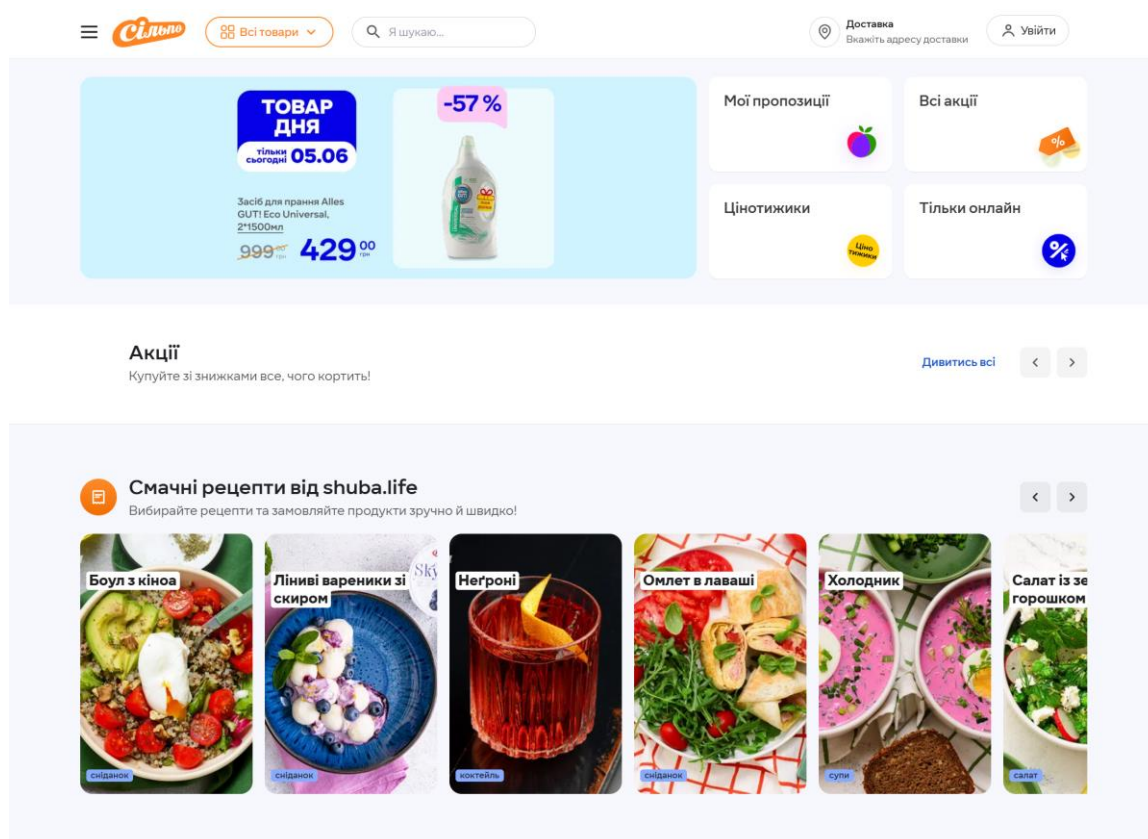 Сільпо
Всі товари
Я шукаю...
Доставка
Вкажіть адресу доставки
Увійти
ТОВАР
ДНЯ
тільки
сьогодні 05.06
-57 %
Засіб для прання Alles
GUT! Eco Universal,
2*1500мл
999 00 грн 429 00 грн
Мої пропозиції
Всі акції
%
Цінотижики
Ціно
тижики
Тільки онлайн
%
Акції
Купуйте зі знижками все, чого кортить!
Дивитись всі
Смачні рецепти від shuba.life
Вибирайте рецепти та замовляйте продукти зручно й швидко!
Боул з кіноа
сніданок
Ліниві вареники зі
скиром
Sky
сніданок
Неґроні
коктейль
Омлет в лаваші
сніданок
Холодник
супи
Салат із зе
горошком
салат